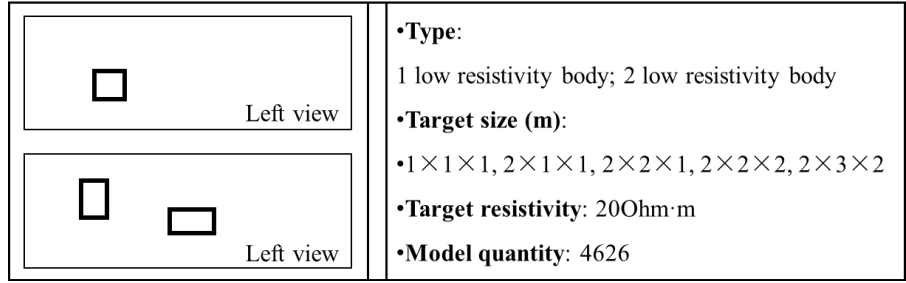 Left view
Left view
•Type:
1 low resistivity body; 2 low resistivity body
•Target size (m):
•1×1×1, 2×1×1, 2×2×1, 2×2×2, 2×3×2
•Target resistivity: 20Ohm·m
•Model quantity: 4626